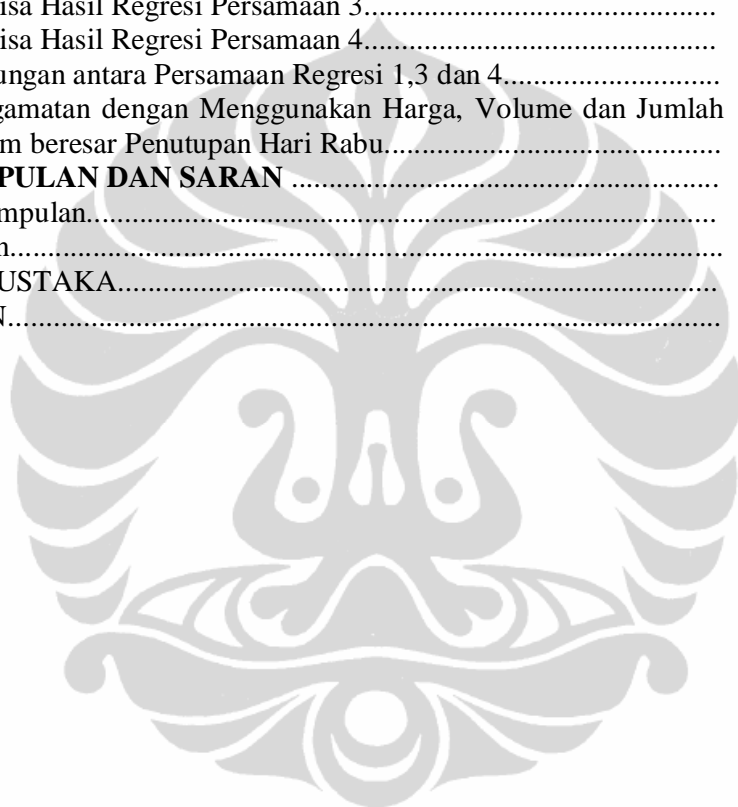 isa Hasil Regresi Persamaan 3..........................................................
isa Hasil Regresi Persamaan 4..........................................................
ungan antara Persamaan Regresi 1,3 dan 4....................................
gamatan dengan Menggunakan Harga, Volume dan Jumlah
m beresar Penutupan Hari Rabu.......................................................
PULAN DAN SARAN ......................................................................
mpulan..................................................................................................
n..............................................................................................................
USTAKA...............................................................................................
N.............................................................................................................